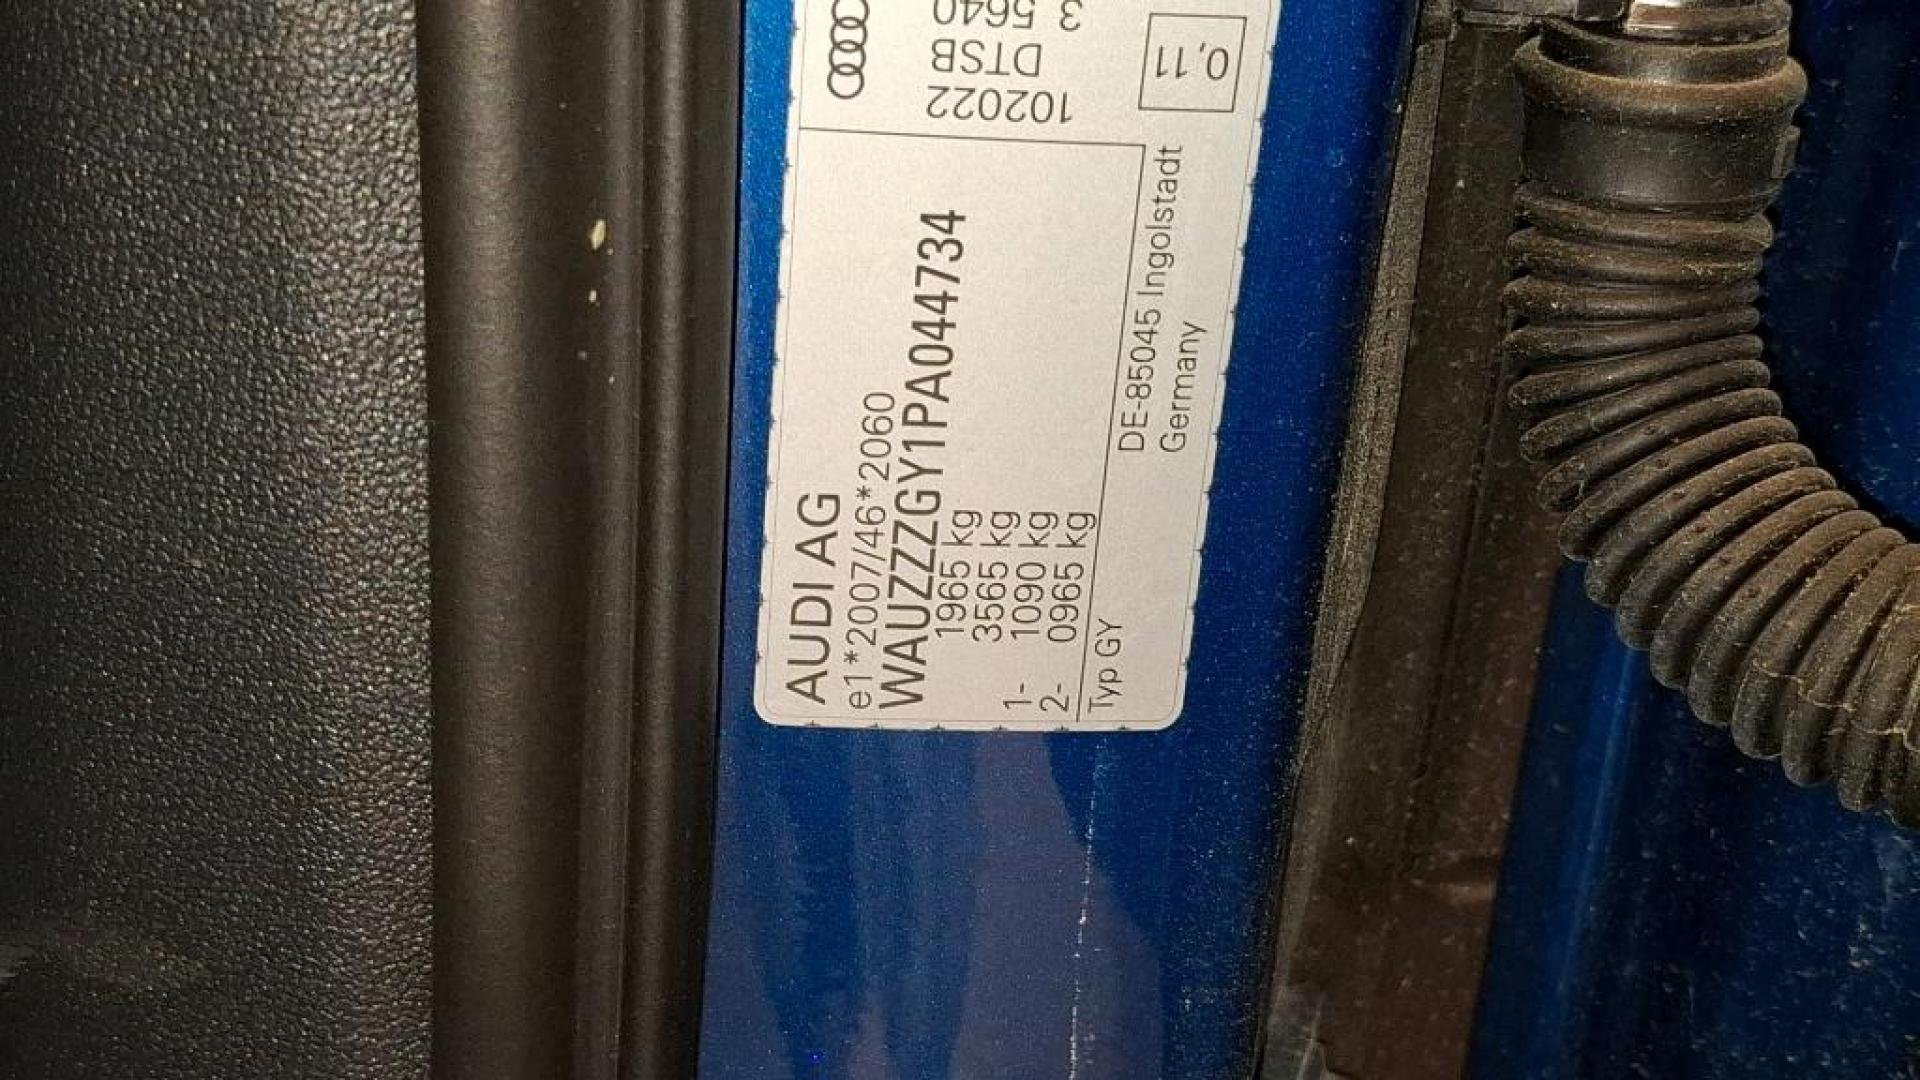 AUDI AG
e1*2007/46*2060
WAUZZZGY1PA044734
1965 kg
3565 kg
1- 1090 kg
2- 0965 kg
Typ GY
DE-85045 Ingolstadt
Germany
102022
DTSB
3 5640
0,11